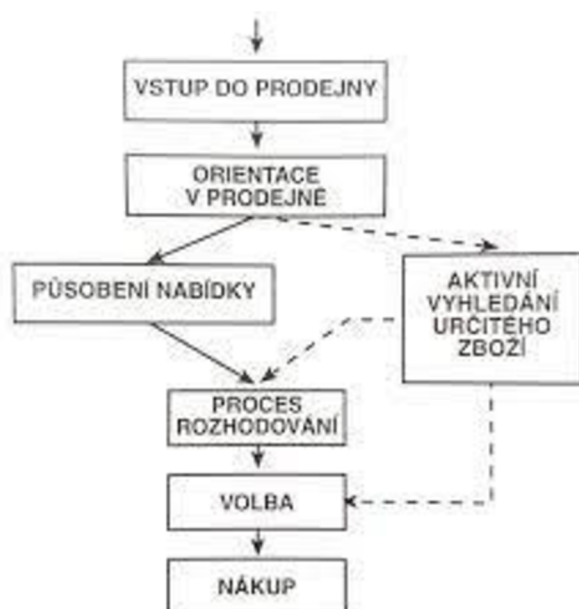 VSTUP DO PRODEJNY
ORIENTACE
V PRODEJNĚ
PŮSOBENÍ NABÍDKY
AKTIVNÍ
VYHLEDÁNÍ
URČITÉHO
ZBOŽÍ
PROCES
ROZHODOVÁNÍ
VOLBA
NÁKUP